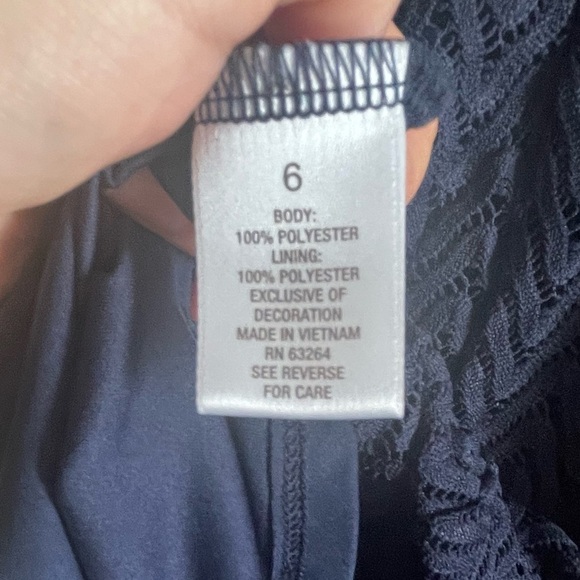 6
BODY:
100% POLYESTER
LINING:
100% POLYESTER
EXCLUSIVE OF
DECORATION
MADE IN VIETNAM
RN 63264
SEE REVERSE
FOR CARE